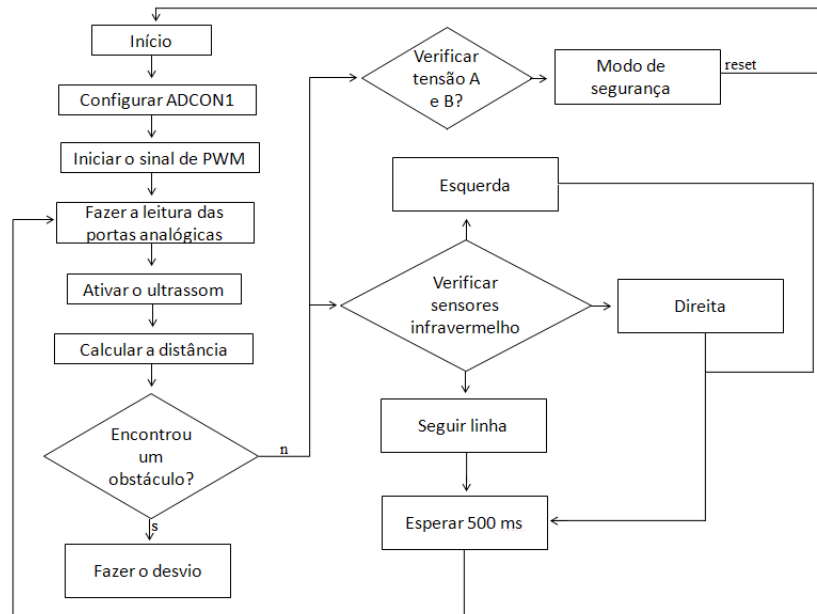 Início
Configurar ADCON1
Iniciar o sinal de PWM
Fazer a leitura das
portas analógicas
Ativar o ultrassom
Calcular a distância
Encontrou
um
obstáculo?
n
s
Fazer o desvio
Verificar
tensão A
e B?
Modo de
segurança
reset
Esquerda
Verificar
sensores
infravermelho
Direita
Seguir linha
Esperar 500 ms